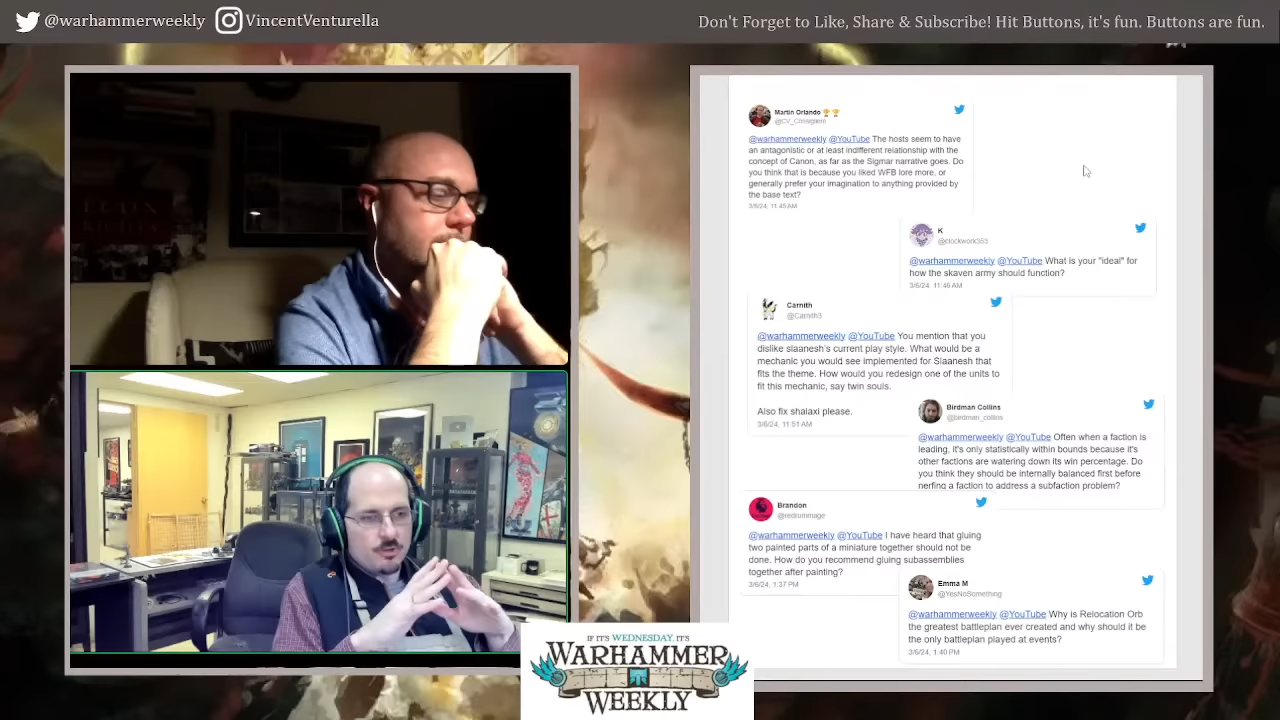 @warhammerweekly
VincentVenturella
Don't Forget to Like, Share & Subscribe! Hit Buttons, it's fun. Buttons are fun.
Martin Orlando 🏆🏆
@CV_Consigliere
@warhammerweekly @YouTube The hosts seem to have
an antagonistic or at least indifferent relationship with the
concept of Canon, as far as the Sigmar narrative goes. Do
you think that is because you liked WFB lore more, or
generally prefer your imagination to anything provided by
the base text?
3/6/24, 11:45 AM
K
@clockwork353
@warhammerweekly @YouTube What is your "ideal" for
how the skaven army should function?
3/6/24, 11:46 AM
Carnith
@Carnith3
@warhammerweekly @YouTube You mention that you
dislike slaanesh's current play style. What would be a
mechanic you would see implemented for Slaanesh that
fits the theme. How would you redesign one of the units to
fit this mechanic, say twin souls.
Also fix shalaxi please.
3/6/24, 11:51 AM
Birdman Collins
@birdman_collins
@warhammerweekly @YouTube Often when a faction is
leading, it's only statistically within bounds because it's
other factions are watering down its win percentage. Do
you think they should be internally balanced first before
nerfing a faction to address a subfaction problem?
Brandon
@redrummage
@warhammerweekly @YouTube I have heard that gluing
two painted parts of a miniature together should not be
done. How do you recommend gluing subassemblies
together after painting?
3/6/24, 1:37 PM
Emma M
@YesNoSomething
@warhammerweekly @YouTube Why is Relocation Orb
the greatest battleplan ever created and why should it be
the only battleplan played at events?
3/6/24, 1:40 PM
IF IT'S WEDNESDAY, IT'S
WARHAMMER
WEEKLY